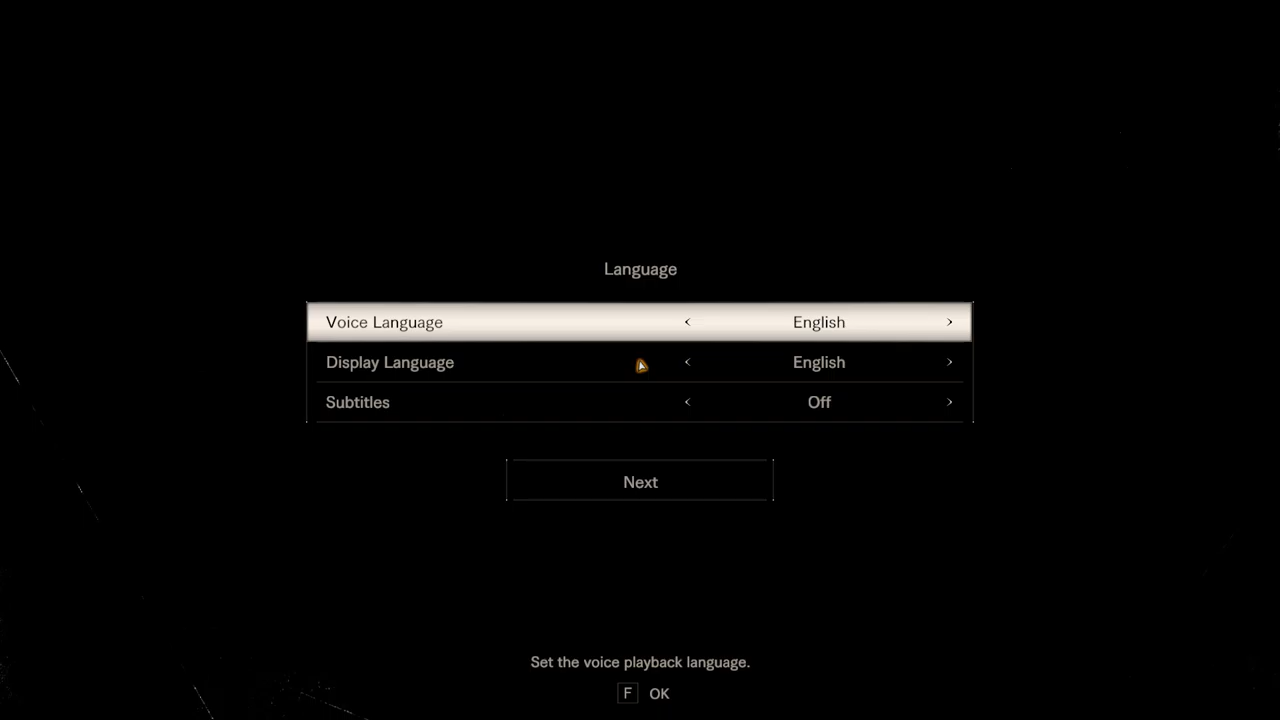 Language
Voice Language < English >
Display Language < English >
Subtitles < Off >
Next
Set the voice playback language.
F OK